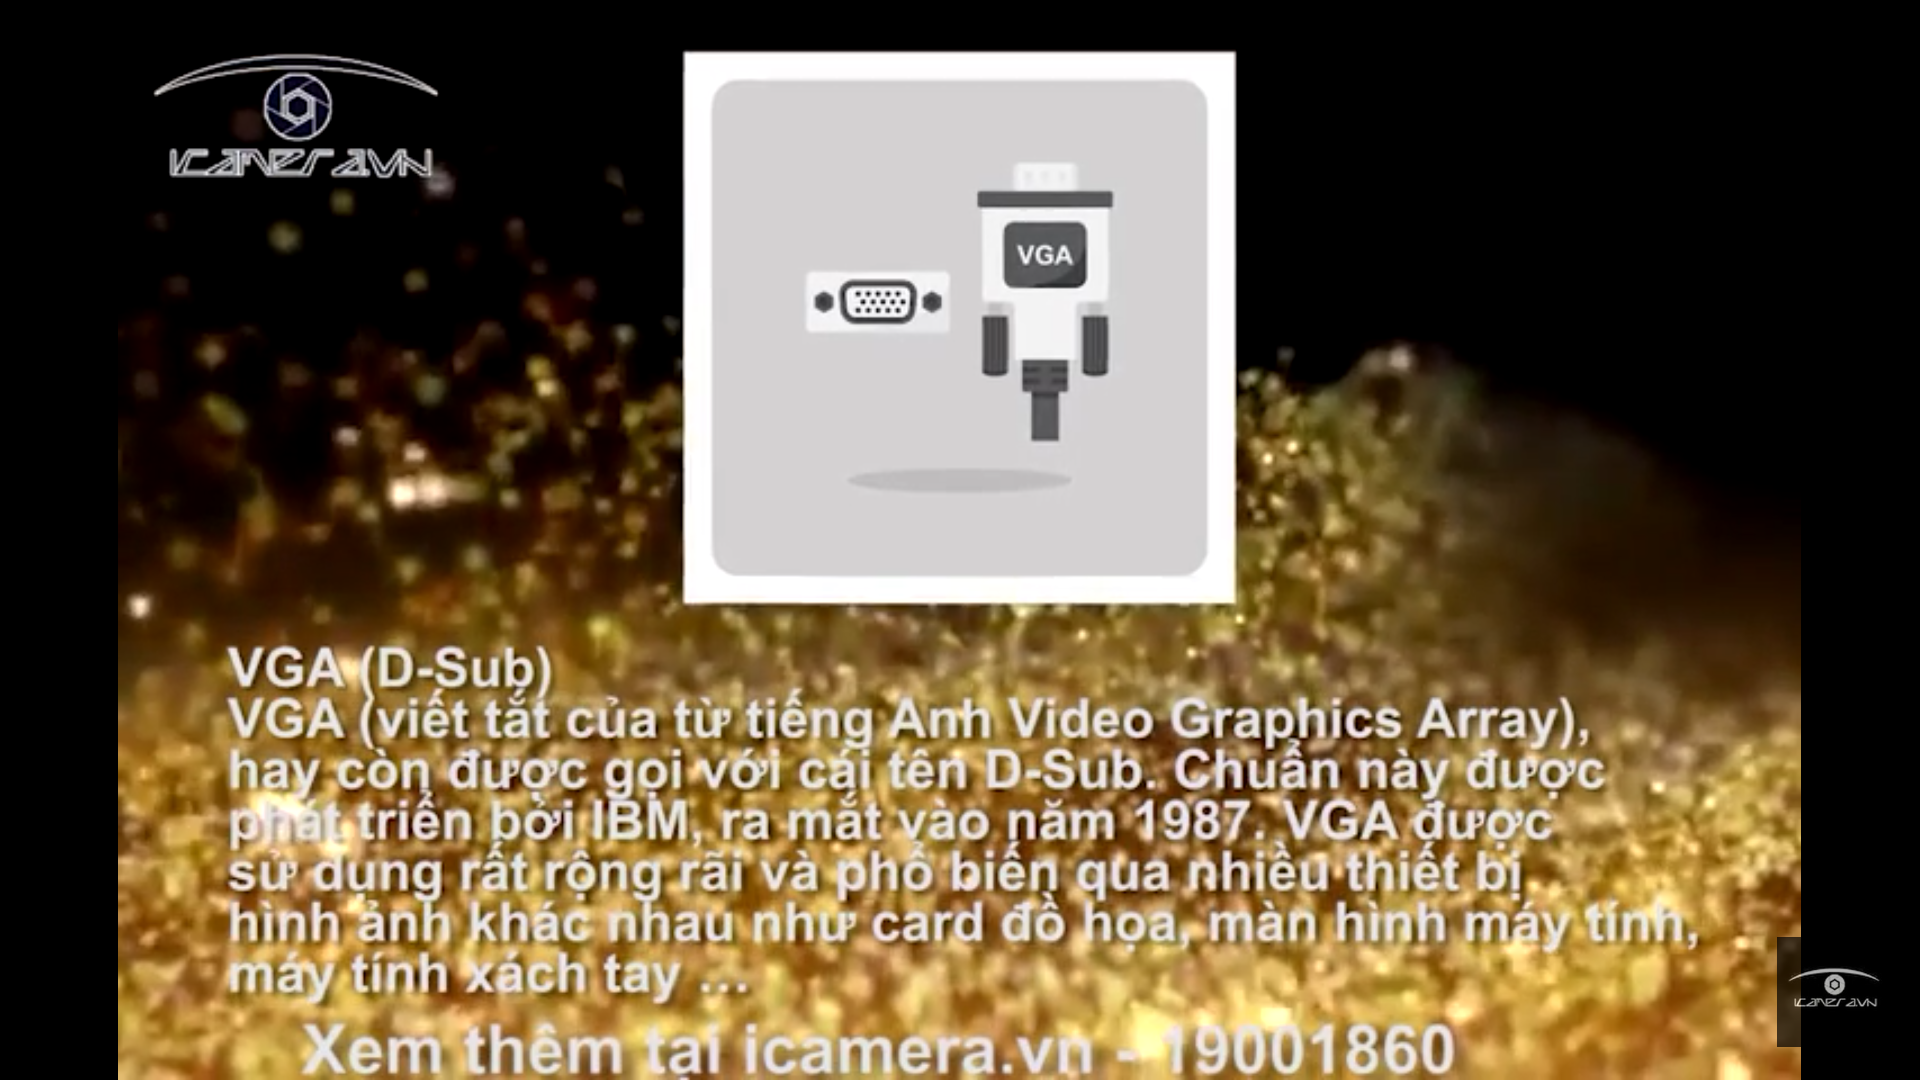 ICAMERAVN
VGA
VGA (D-Sub)
VGA (viết tắt của từ tiếng Anh Video Graphics Array),
hay còn được gọi với cái tên D-Sub. Chuẩn này được
phát triển bởi IBM, ra mắt vào năm 1987. VGA được
sử dụng rất rộng rãi và phổ biến qua nhiều thiết bị
hình ảnh khác nhau như card đồ họa, màn hình máy tính,
máy tính xách tay ...
Xem thêm tại icamera.vn - 19001860
ICAMERAVN